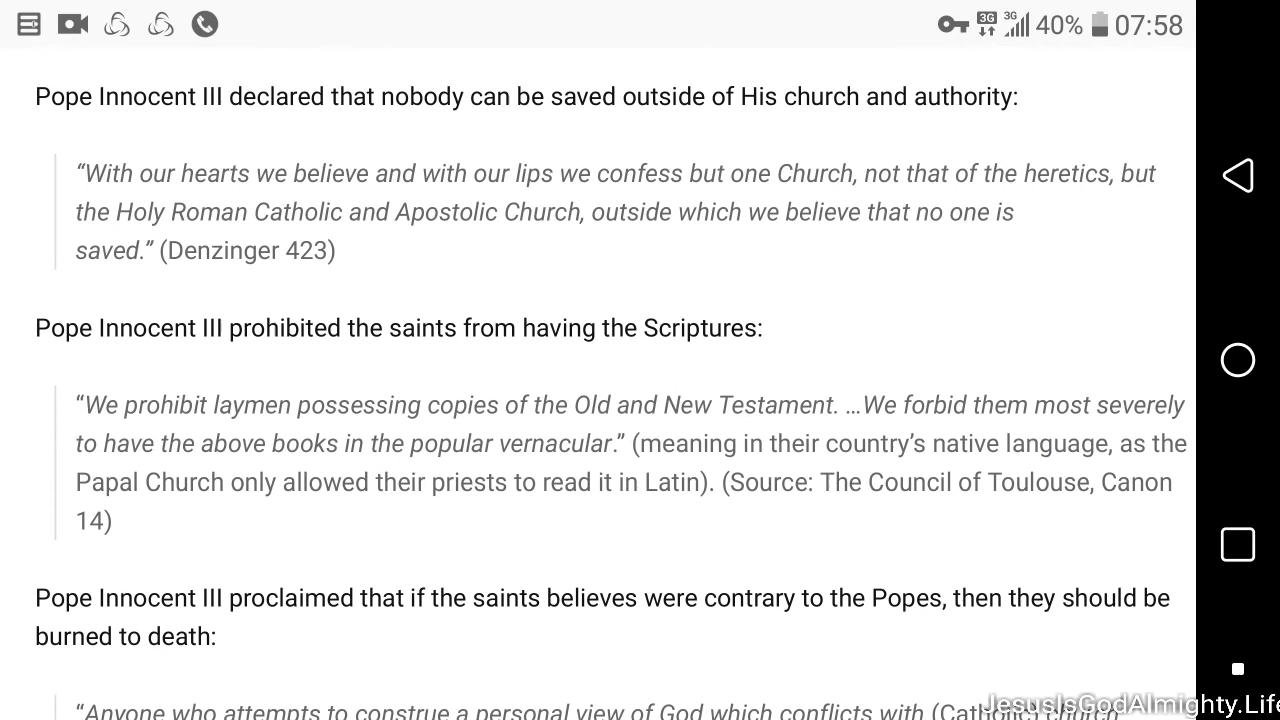 3G 3G 40% 07:58
Pope Innocent III declared that nobody can be saved outside of His church and authority:
“With our hearts we believe and with our lips we confess but one Church, not that of the heretics, but
the Holy Roman Catholic and Apostolic Church, outside which we believe that no one is
saved.” (Denzinger 423)
Pope Innocent III prohibited the saints from having the Scriptures:
“We prohibit laymen possessing copies of the Old and New Testament. …We forbid them most severely
to have the above books in the popular vernacular.” (meaning in their country’s native language, as the
Papal Church only allowed their priests to read it in Latin). (Source: The Council of Toulouse, Canon
14)
Pope Innocent III proclaimed that if the saints believes were contrary to the Popes, then they should be
burned to death:
“Anyone who attempts to construe a personal view of God which conflicts with (Catholic) church
JesusIsGodAlmighty.Life